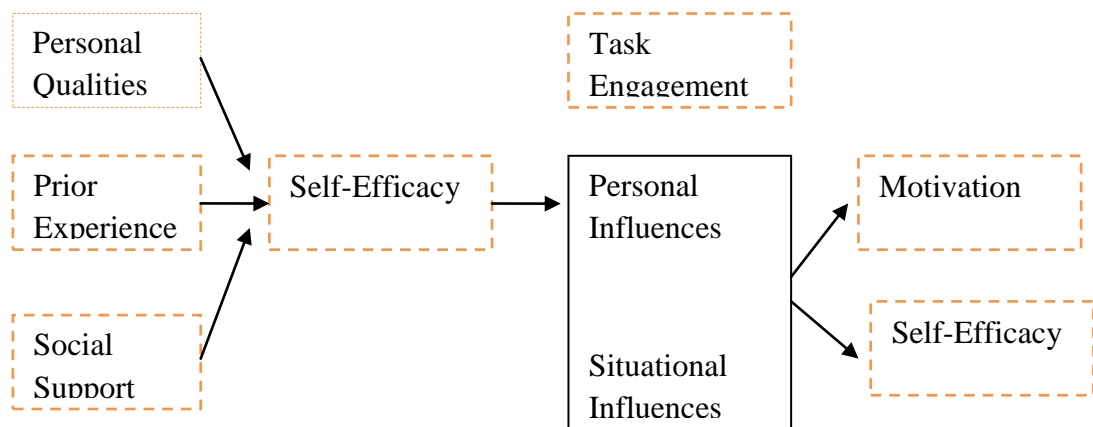 Personal
Qualities
Task
Engagement
Prior
Experience
Self-Efficacy
Personal
Influences
Motivation
Social
Support
Situational
Influences
Self-Efficacy